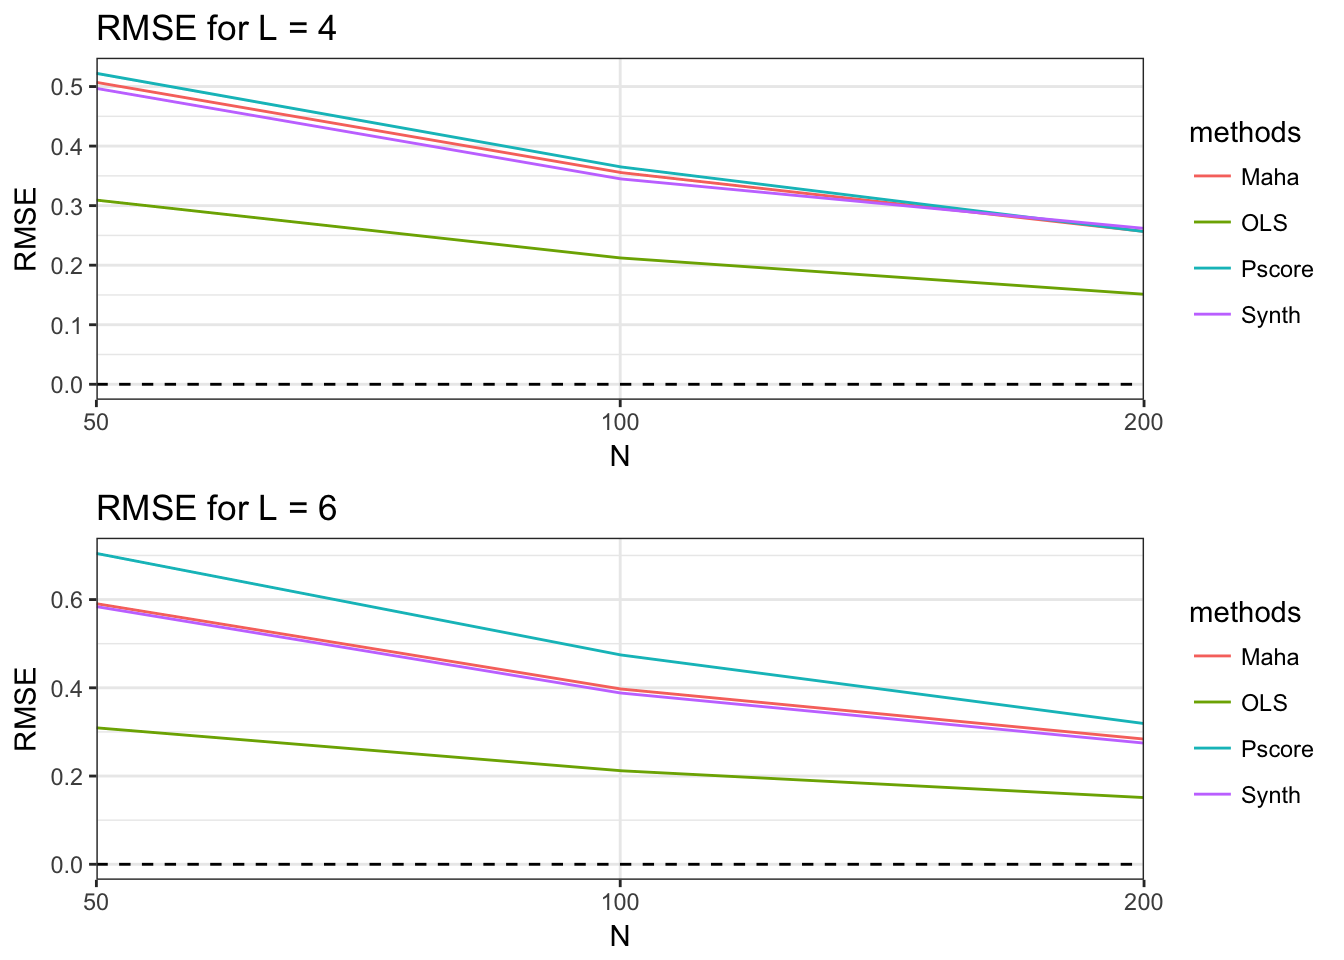 RMSE for L = 4
RMSE
0.5
0.4
0.3
0.2
0.1
0.0
50 100 200
N
methods
Maha
OLS
Pscore
Synth
RMSE for L = 6
RMSE
0.6
0.4
0.2
0.0
50 100 200
N
methods
Maha
OLS
Pscore
Synth